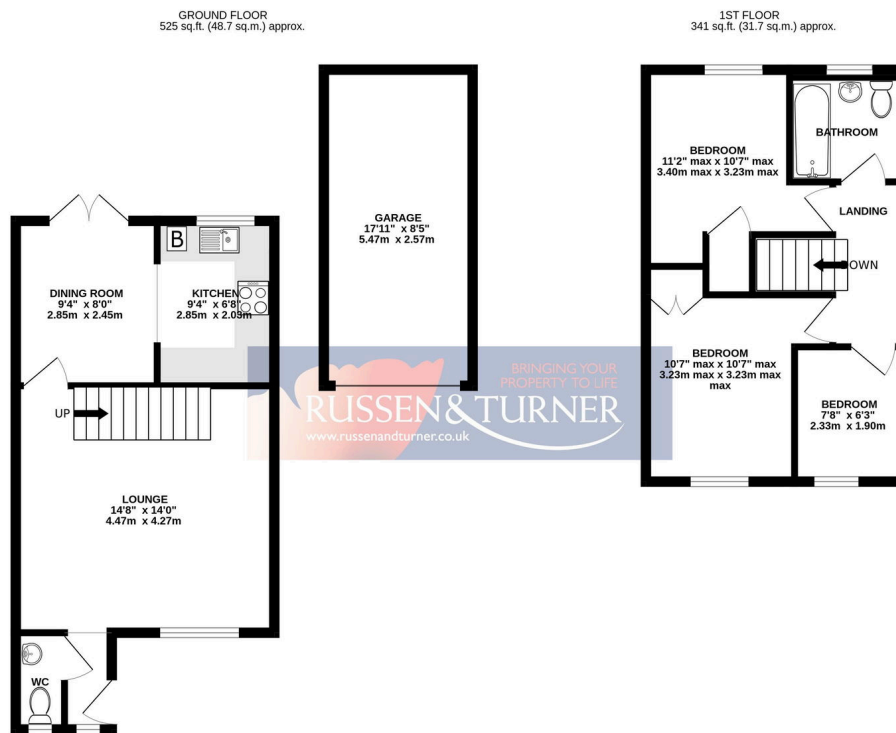 GROUND FLOOR
525 sq.ft. (48.7 sq.m.) approx.
1ST FLOOR
341 sq.ft. (31.7 sq.m.) approx.
B
DINING ROOM
9'4" x 8'0"
2.85m x 2.45m
KITCHEN
9'4" x 6'8"
2.85m x 2.03m
UP
LOUNGE
14'8" x 14'0"
4.47m x 4.27m
WC
GARAGE
17'11" x 8'5"
5.47m x 2.57m
BEDROOM
11'2" max x 10'7" max
3.40m max x 3.23m max
BATHROOM
LANDING
OWN
BEDROOM
10'7" max x 10'7" max
3.23m max x 3.23m max
max
BEDROOM
7'8" x 6'3"
2.33m x 1.90m
BRINGING YOUR
PROPERTY TO LIFE
RUSSEN & TURNER
www.russenandturner.co.uk